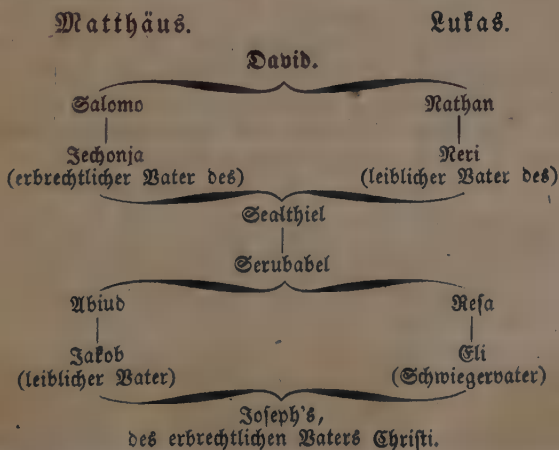 Matthäus. Lukas.
David.
Salomo Nathan
Jechonja Neri
(erbrechtlicher Vater des) (leiblicher Vater des)
Sealthiel
Serubabel
Abiud Resa
Jakob Eli
(leiblicher Vater) (Schwiegervater)
Joseph's,
des erbrechtlichen Vaters Christi.